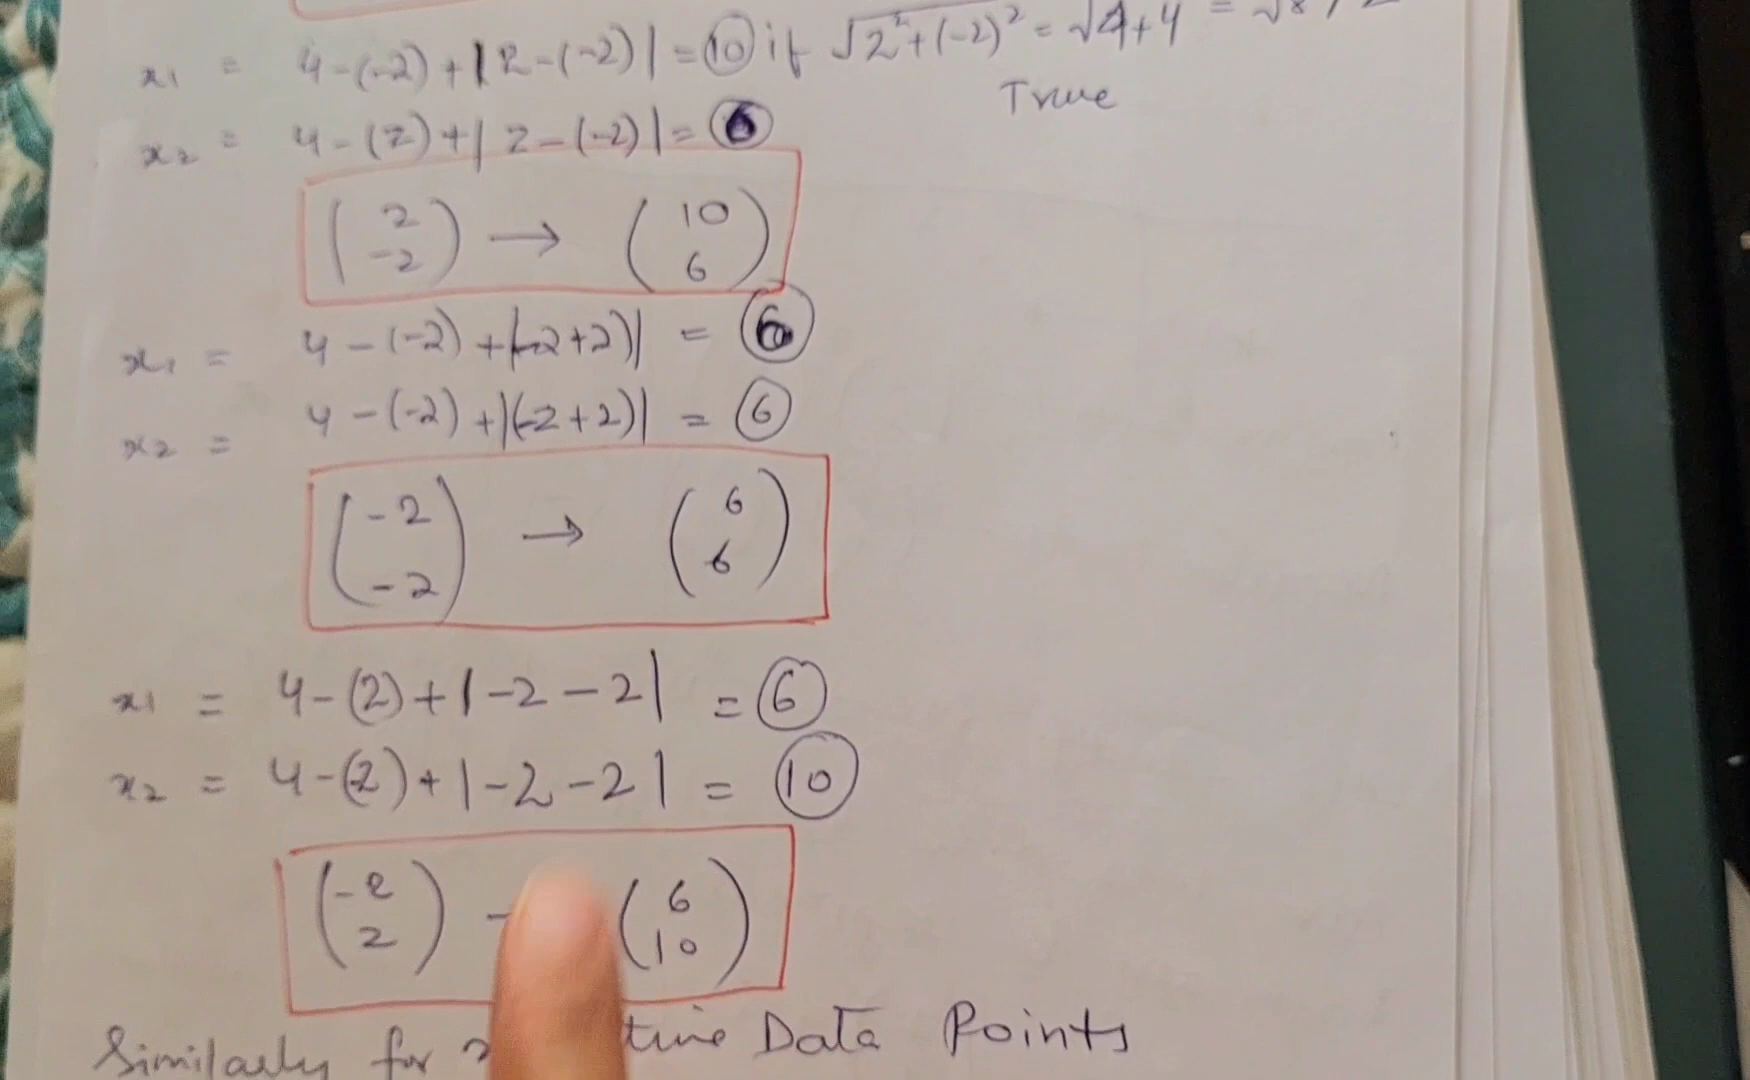 x1 = 4-(-2)+|2-(-2)| = 10 if √2²+(-2)² = √4+4 = √8
True
x2 = 4-(2)+|2-(-2)| = 6
(2 -2) → (10 6)
x1 = 4-(-2)+|-2+2)| = 6
x2 = 4-(-2)+|(-2+2)| = 6
(-2 -2) → (6 6)
x1 = 4-(2)+|-2-2| = 6
x2 = 4-(2)+|-2-2| = 10
(-2 2) (6 10)
Similarly for Data Points